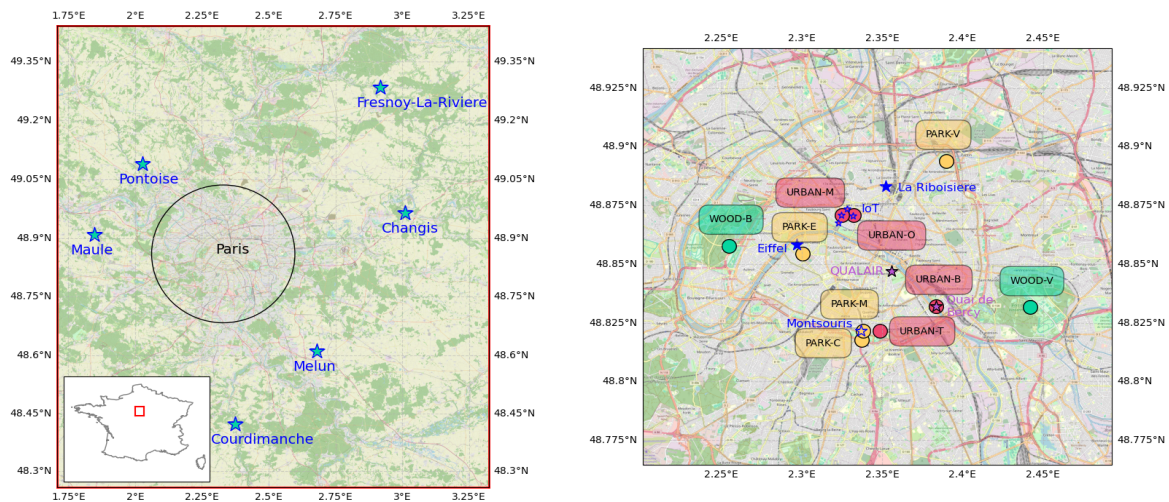 1.75°E 2°E 2.25°E 2.5°E 2.75°E 3°E 3.25°E
49.35°N 49.35°N
Fresnoy-La-Riviere
49.2°N 49.2°N
Pontoise
49.05°N 49.05°N
Changis
Maule
Paris
48.9°N 48.9°N
48.75°N 48.75°N
48.6°N 48.6°N
Melun
48.45°N 48.45°N
Courdimanche
48.3°N 48.3°N
1.75°E 2°E 2.25°E 2.5°E 2.75°E 3°E 3.25°E
2.25°E 2.3°E 2.35°E 2.4°E 2.45°E
48.925°N 48.925°N
PARK-V
48.9°N 48.9°N
La Riboisiere
URBAN-M
48.875°N 48.875°N
IoT
WOOD-B
PARK-E
URBAN-O
Eiffel
48.85°N 48.85°N
QUALAIR
URBAN-B
WOOD-V
PARK-M
Quai de
Bercy
48.825°N 48.825°N
Montsouris
URBAN-T
PARK-C
48.8°N 48.8°N
48.775°N 48.775°N
2.25°E 2.3°E 2.35°E 2.4°E 2.45°E